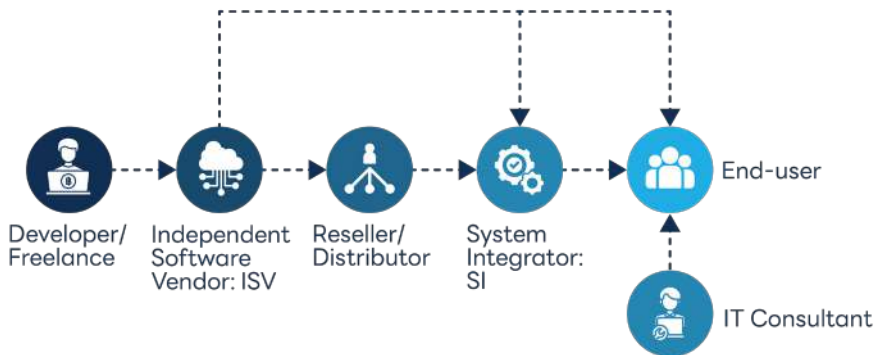 End-user
Developer/
Freelance
Independent
Software
Vendor: ISV
Reseller/
Distributor
System
Integrator:
SI
IT Consultant